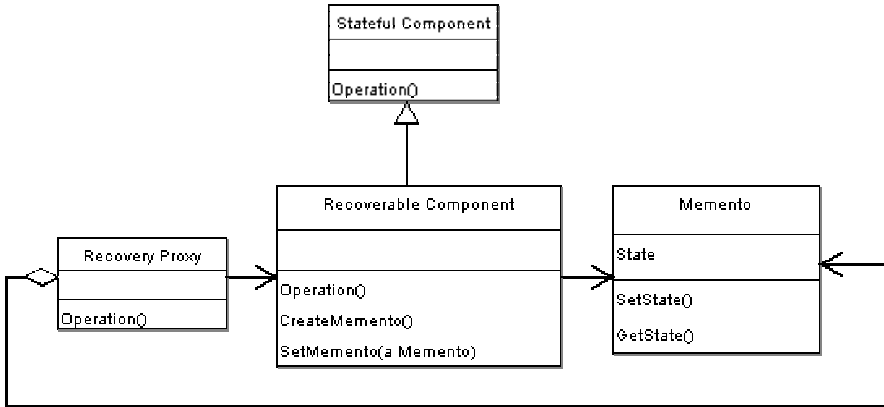 Stateful Component
Operation()
Recoverable Component
Operation()
CreateMemento()
SetMemento(a Memento)
Memento
State
SetState()
GetState()
Recovery Proxy
Operation()